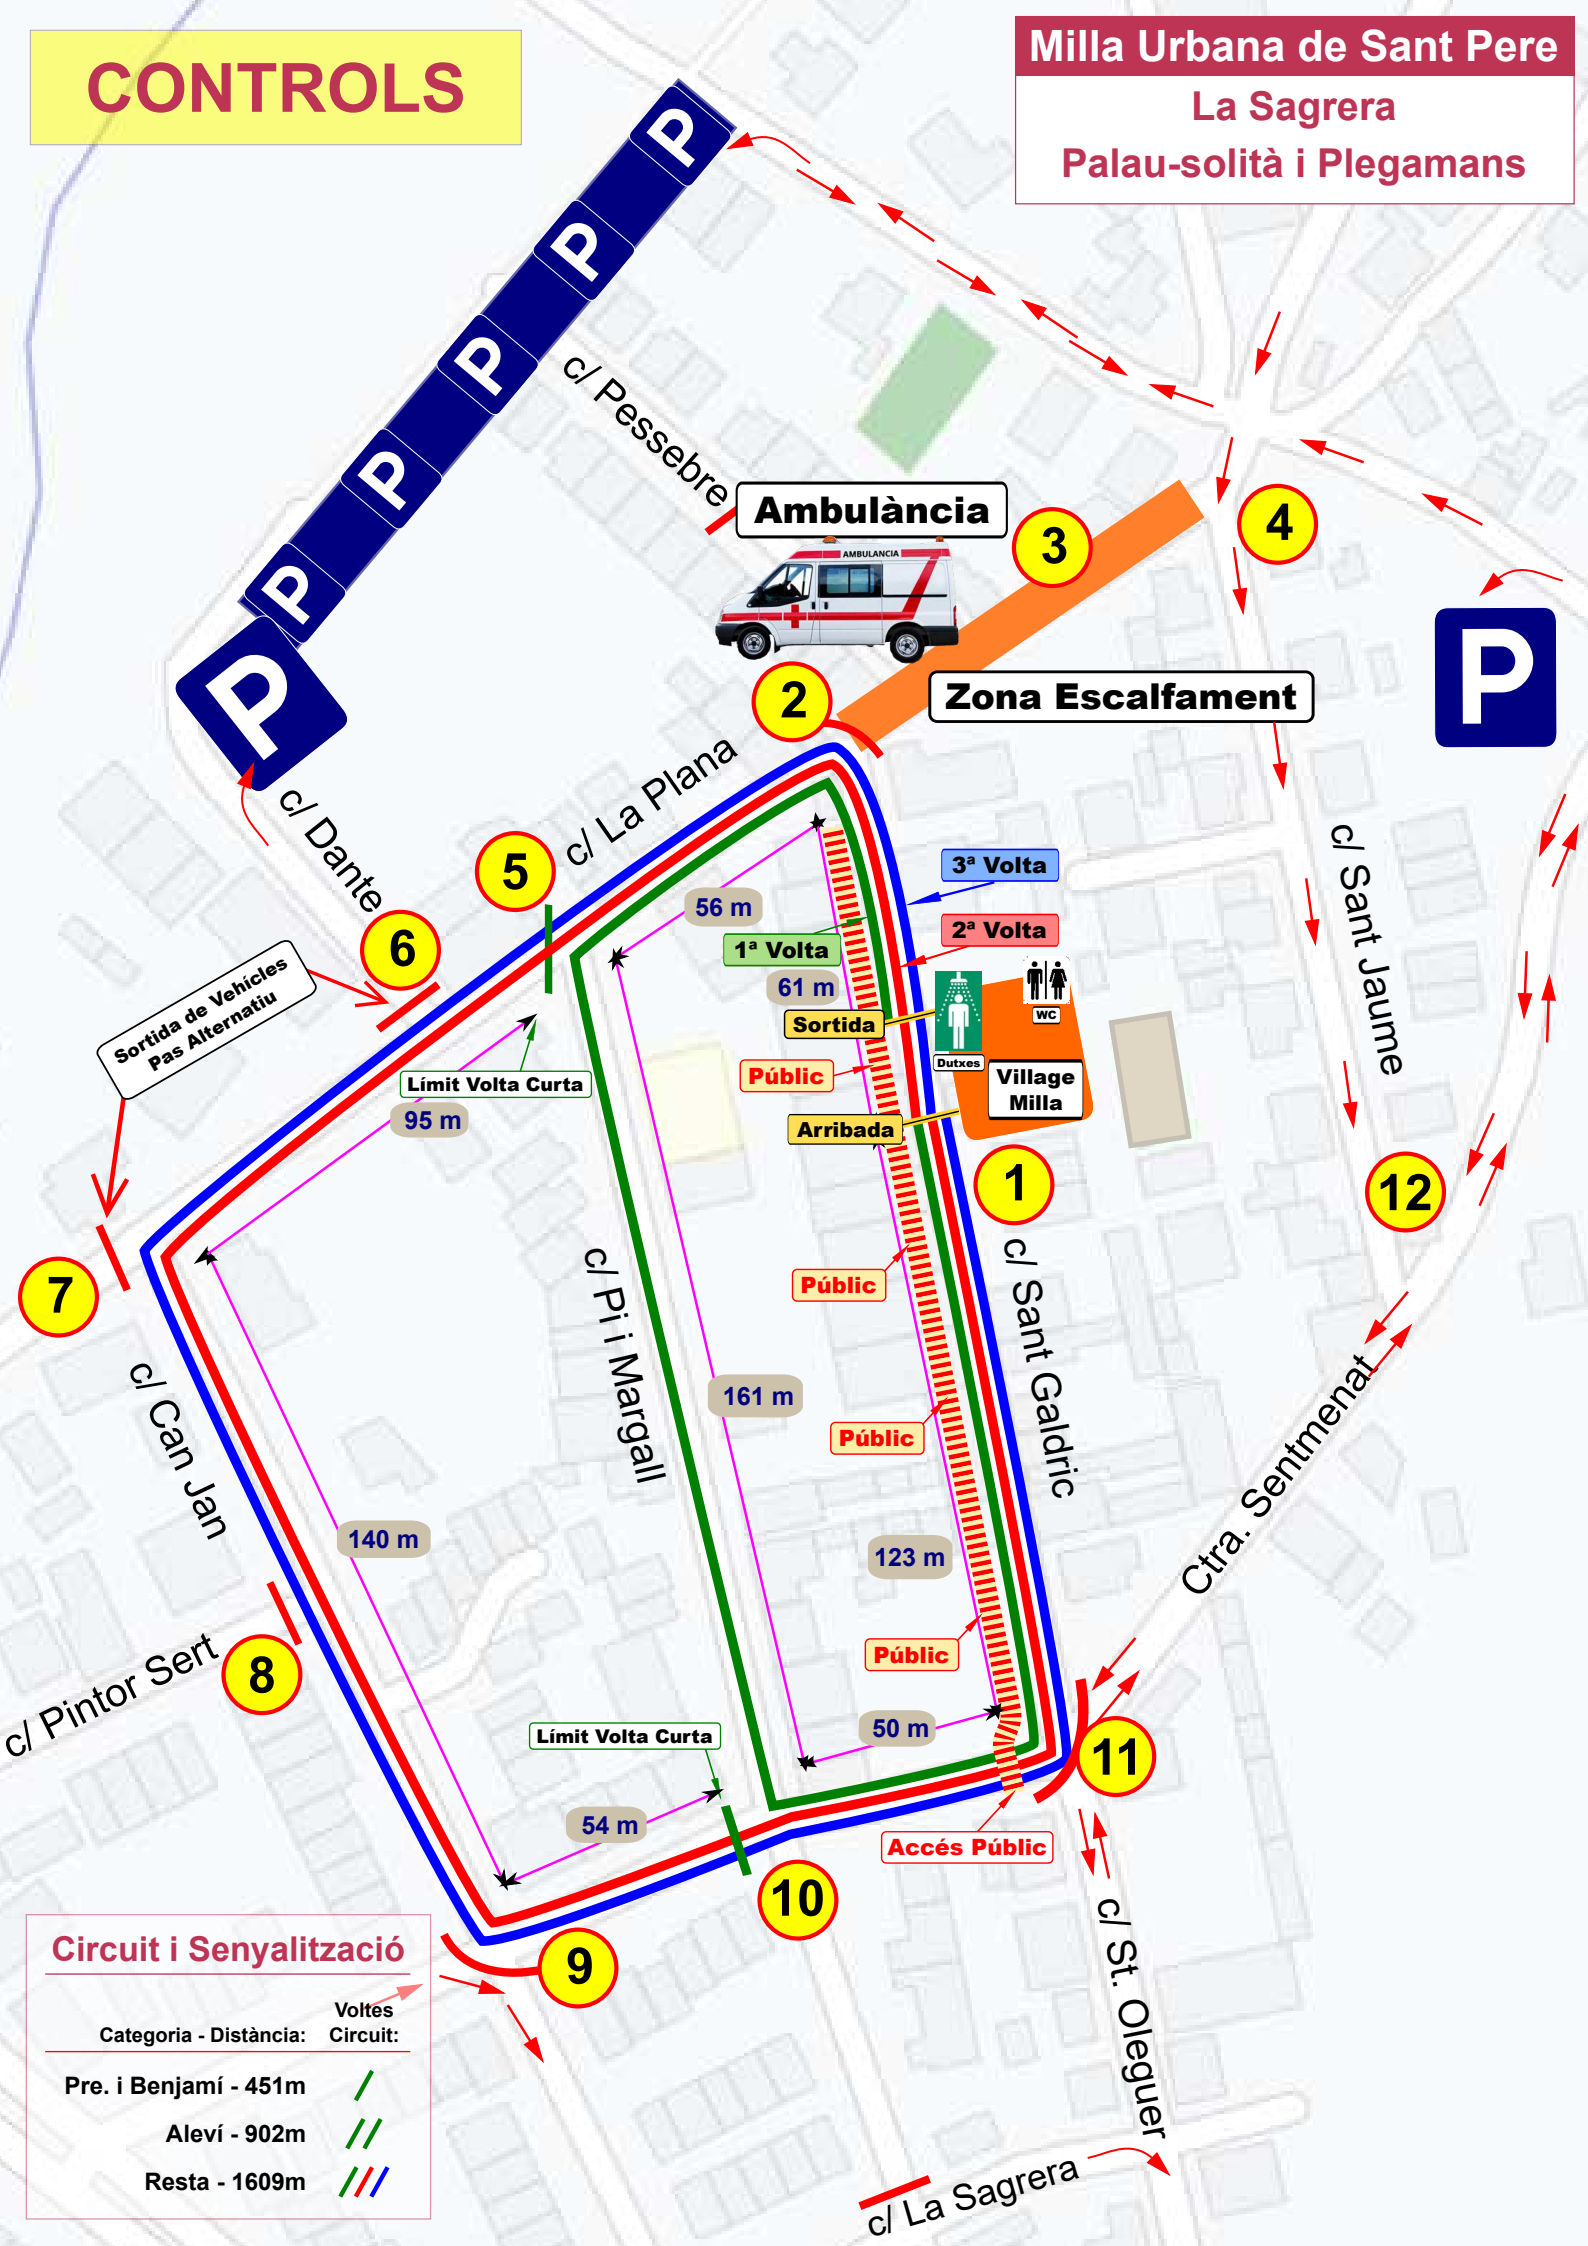 CONTROLS
Milla Urbana de Sant Pere
La Sagrera
Palau-solità i Plegamans
P
P
P
P
P
P
c/ Pessebre
Ambulància
AMBULANCIA
3
4
P
2
Zona Escalfament
c/ La Plana
c/ Dante
5
6
3ª Volta
56 m
2ª Volta
1ª Volta
61 m
c/ Sant Jaume
Sortida de Vehícles
Pas Alternatiu
Sortida
WC
Dutxes
Públic
Límit Volta Curta
Village
Milla
95 m
Arribada
1
12
7
Públic
c/ Pi i Margall
c/ Sant Galdric
c/ Can Jan
161 m
Públic
Ctra. Sentmenat
140 m
123 m
c/ Pintor Sert
8
Públic
Límit Volta Curta
50 m
11
54 m
Accés Públic
10
9
c/ St. Oleguer
Circuit i Senyalització
Voltes
Categoria - Distància: Circuit:
Pre. i Benjamí - 451m
Aleví - 902m
Resta - 1609m
c/ La Sagrera